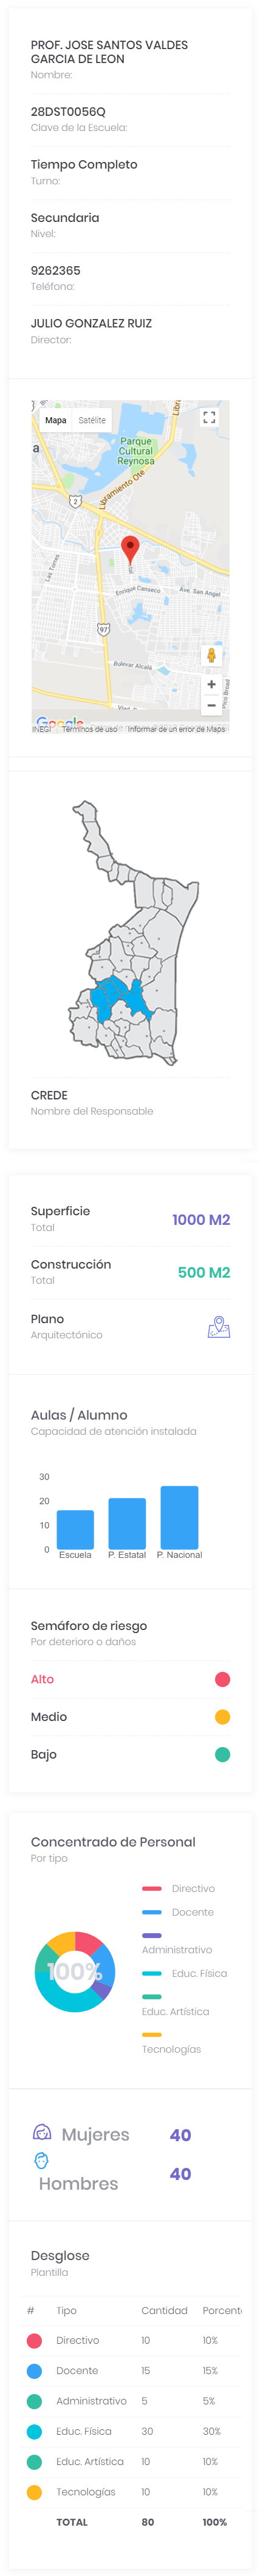 PROF. JOSE SANTOS VALDES
GARCIA DE LEON
Nombre:
28DST0056Q
Clave de la Escuela:
Tiempo Completo
Turno:
Secundaria
Nivel:
9262365
Teléfono:
JULIO GONZALEZ RUIZ
Director:
Mapa Satélite
Libra
a
Parque
Cultural
Reynosa
Libramiento Ote
2
Las Torres
Enrique Canseco
Ave. San Angel
97
Bulevar Alcalá
Pico Broad
Google
INEGI Términos de uso Informar de un error de Maps
CREDE
Nombre del Responsable
Superficie
Total
1000 M2
Construcción
Total
500 M2
Plano
Arquitectónico
Aulas / Alumno
Capacidad de atención instalada
30
20
10
0
Escuela P. Estatal P. Nacional
Semáforo de riesgo
Por deterioro o daños
Alto
Medio
Bajo
Concentrado de Personal
Por tipo
100%
Directivo
Docente
Administrativo
Educ. Física
Educ. Artística
Tecnologías
Mujeres 40
Hombres 40
Desglose
Plantilla
# Tipo Cantidad Porcent
Directivo 10 10%
Docente 15 15%
Administrativo 5 5%
Educ. Física 30 30%
Educ. Artística 10 10%
Tecnologías 10 10%
TOTAL 80 100%